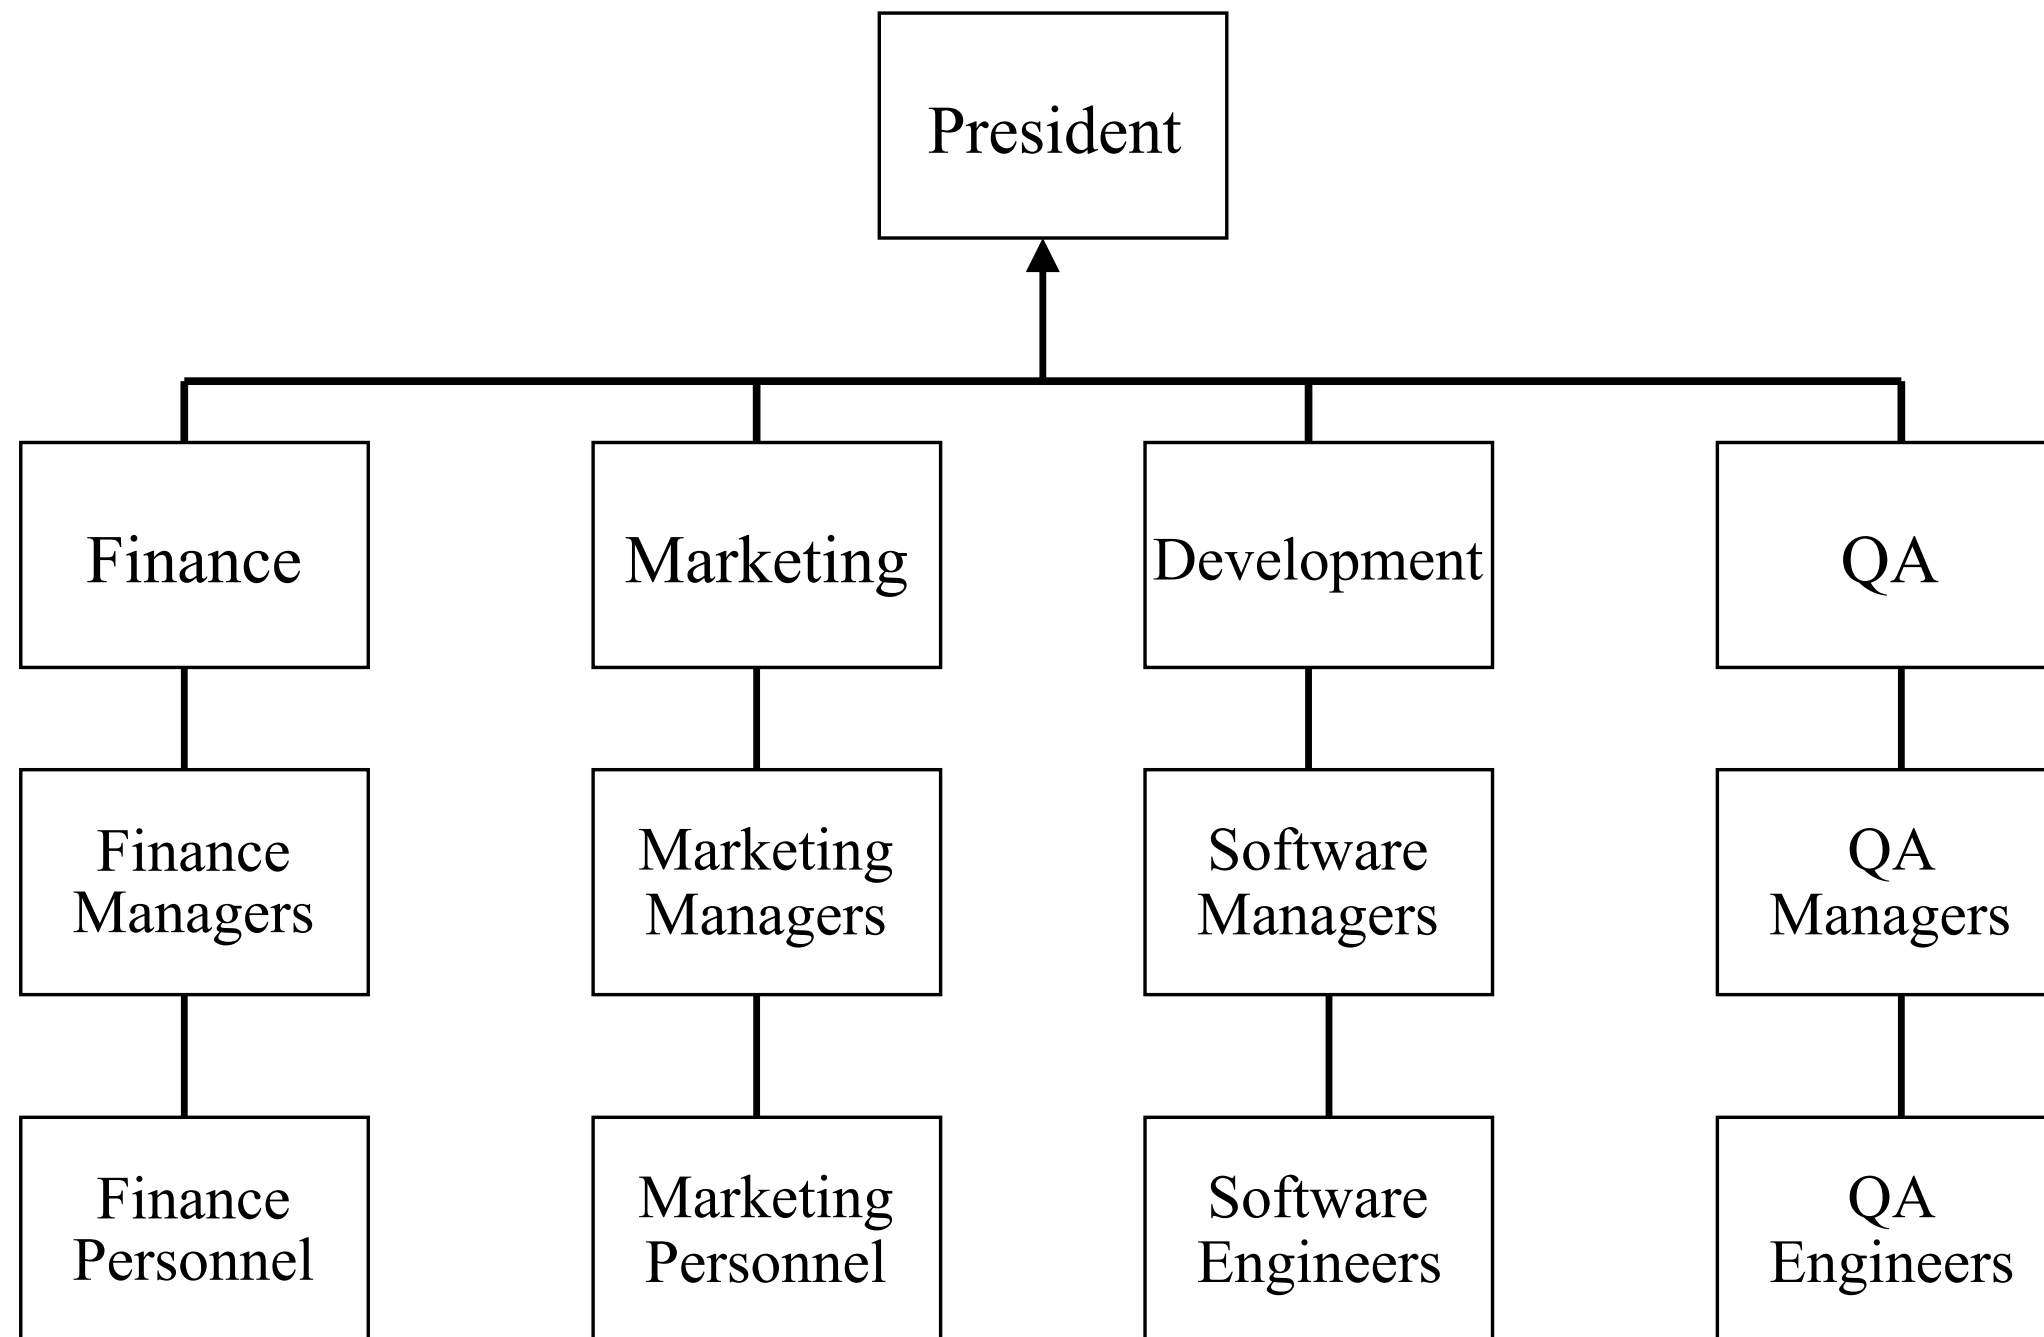 President
Finance
Marketing
Development
QA
Finance
Managers
Marketing
Managers
Software
Managers
QA
Managers
Finance
Personnel
Marketing
Personnel
Software
Engineers
QA
Engineers